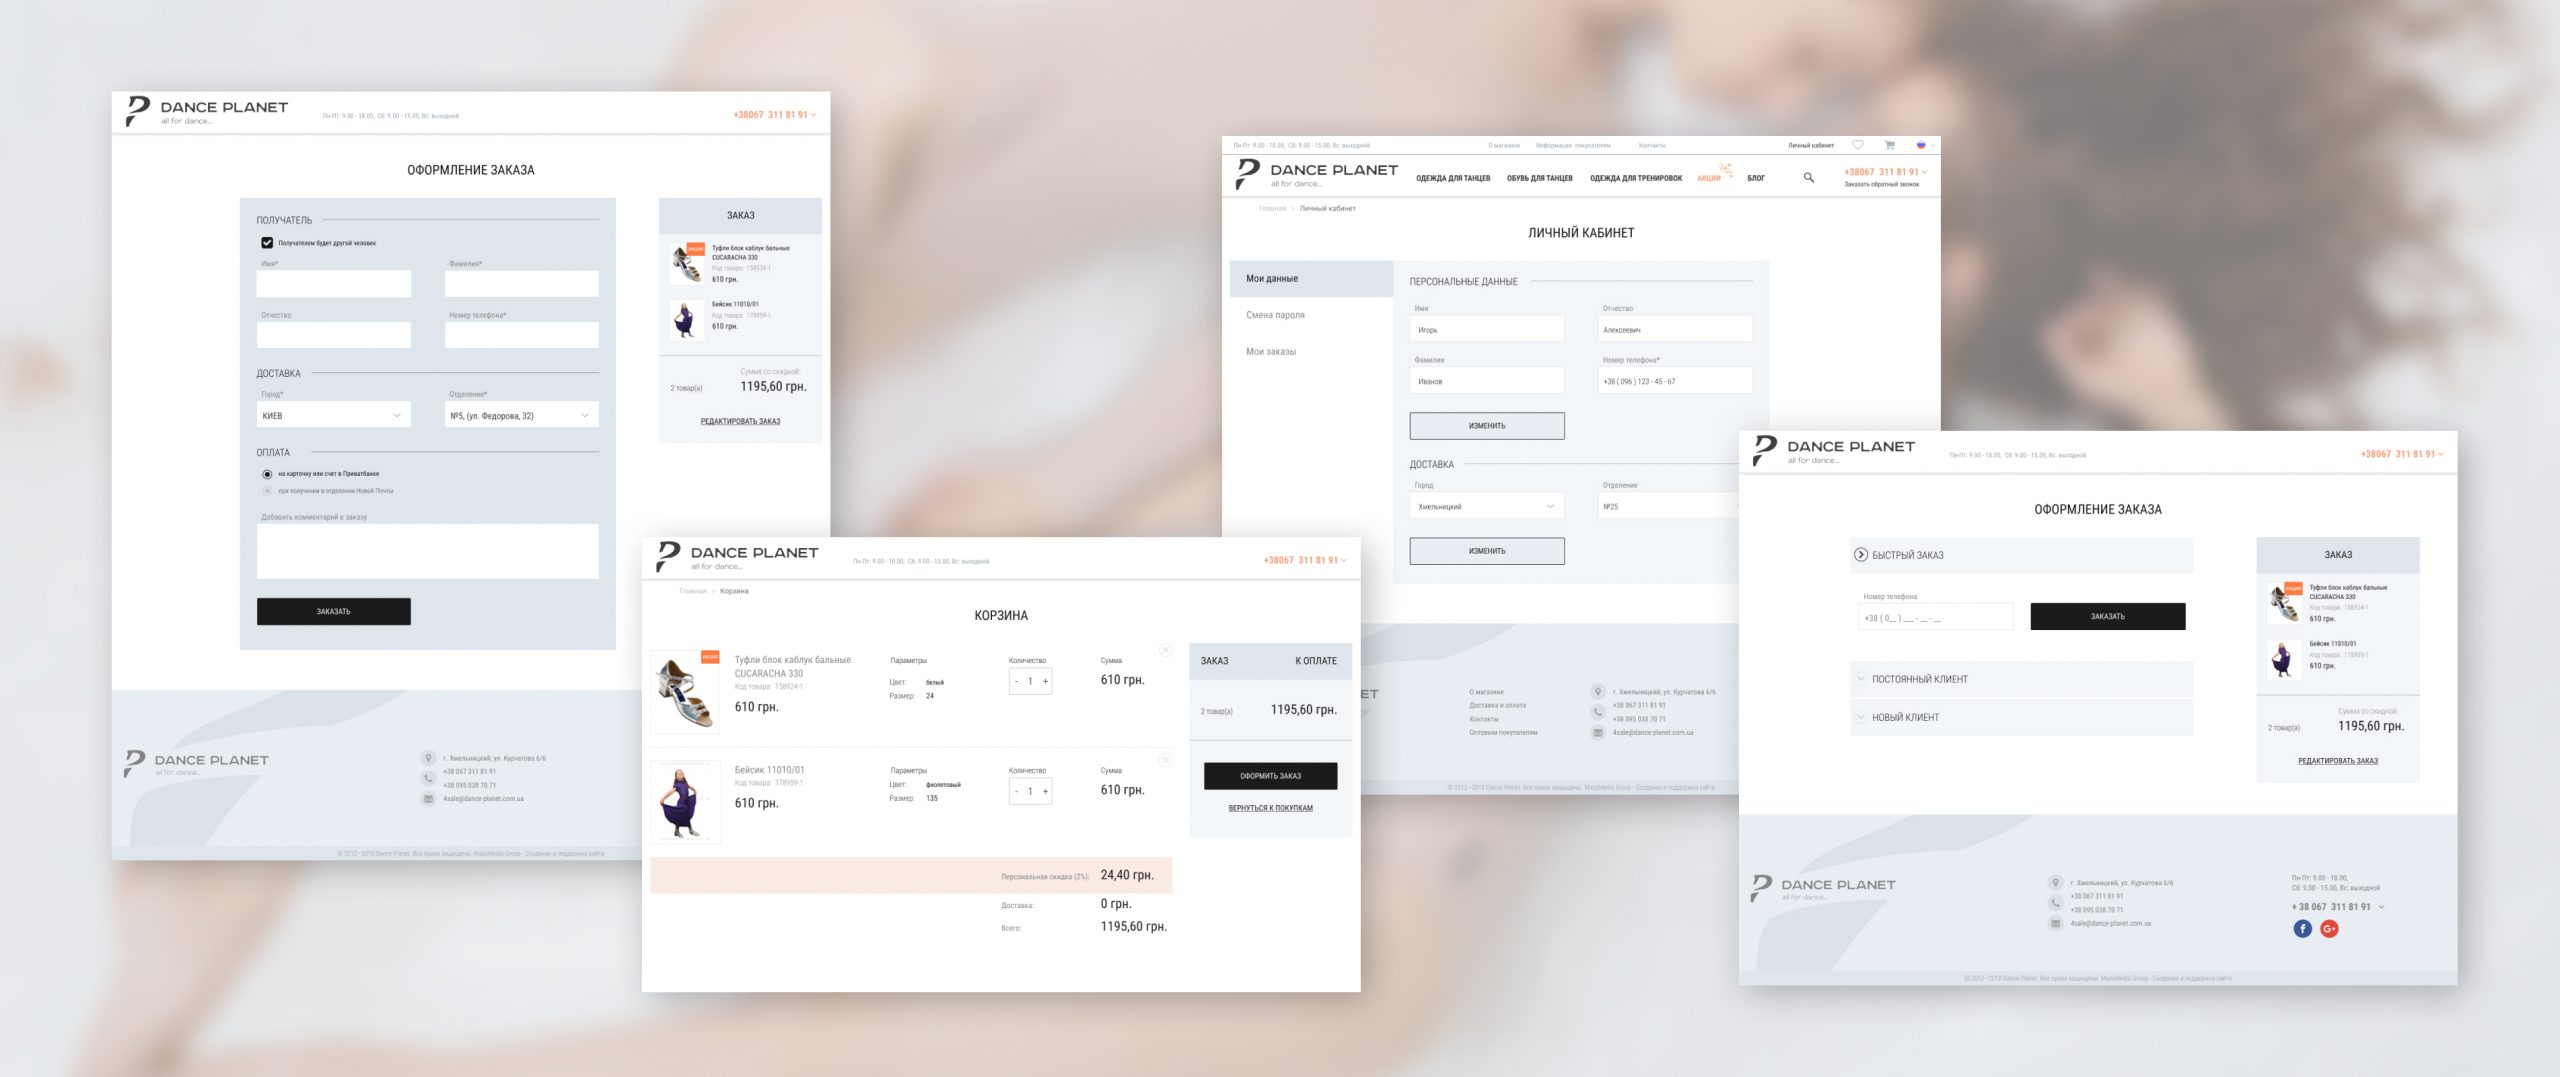 DANCE PLANET
all for dance...
Пн-Пт: 9.00 - 18.00, Сб: 9.00 - 15.00, Вс: выходной
+38067 311 81 91
ОФОРМЛЕНИЕ ЗАКАЗА
ПОЛУЧАТЕЛЬ
Получателем будет другой человек
Имя*
Фамилия*
Отчество
Номер телефона*
ДОСТАВКА
Город*
Отделение*
КИЕВ
№5, (ул. Федорова, 32)
ОПЛАТА
на карточку или счет в Приватбанке
при получении в отделении Новой Почты
Добавить комментарий к заказу
ЗАКАЗАТЬ
ЗАКАЗ
АКЦИЯ
Туфли блок каблук бальные
CUCARACHA 330
Код товара: 158924-1
610 грн.
Бейсик 11010/01
Код товара: 178959-1
610 грн.
Сумма со скидкой:
2 товар(а)
1195,60 грн.
РЕДАКТИРОВАТЬ ЗАКАЗ
DANCE PLANET
all for dance...
г. Хмельницкий, ул. Курчатова 6/6
+38 067 311 81 91
+38 095 038 70 71
4sale@dance-planet.com.ua
© 2012–2018 Dance Planet. Все права защищены. MassMedia Group - Создание и поддержка сайта
DANCE PLANET
all for dance...
Пн-Пт: 9.00 - 18.00, Сб: 9.00 - 15.00, Вс: выходной
+38067 311 81 91
Главная > Корзина
КОРЗИНА
АКЦИЯ
Туфли блок каблук бальные
CUCARACHA 330
Код товара: 158924-1
610 грн.
Параметры
Цвет: белый
Размер: 24
Количество
- 1 +
Сумма
610 грн.
Бейсик 11010/01
Код товара: 178959-1
610 грн.
Параметры
Цвет: фиолетовый
Размер: 135
Количество
- 1 +
Сумма
610 грн.
Персональная скидка (2%): 24,40 грн.
Доставка: 0 грн.
Всего: 1195,60 грн.
ЗАКАЗ К ОПЛАТЕ
2 товар(а) 1195,60 грн.
ОФОРМИТЬ ЗАКАЗ
ВЕРНУТЬСЯ К ПОКУПКАМ
Пн-Пт: 9.00 - 18.00, Сб: 9.00 - 15.00, Вс: выходной
О магазине Информация покупателям Контакты
Личный кабинет
DANCE PLANET
all for dance...
ОДЕЖДА ДЛЯ ТАНЦЕВ ОБУВЬ ДЛЯ ТАНЦЕВ ОДЕЖДА ДЛЯ ТРЕНИРОВОК АКЦИИ БЛОГ
+38067 311 81 91
Заказать обратный звонок
Главная > Личный кабинет
ЛИЧНЫЙ КАБИНЕТ
Мои данные
Смена пароля
Мои заказы
ПЕРСОНАЛЬНЫЕ ДАННЫЕ
Имя
Отчество
Игорь
Алексеевич
Фамилия
Номер телефона*
Иванов
+38 ( 096 ) 123 - 45 - 67
ИЗМЕНИТЬ
ДОСТАВКА
Город
Отделение
Хмельницкий
№25
ИЗМЕНИТЬ
ET
О магазине
Доставка и оплата
Контакты
Оптовым покупателям
г. Хмельницкий, ул. Курчатова 6/6
+38 067 311 81 91
+38 095 038 70 71
4sale@dance-planet.com.ua
© 2012–2018 Dance Planet. Все права защищены. MassMedia Group - Создание и поддержка сайта
DANCE PLANET
all for dance...
Пн-Пт: 9.00 - 18.00, Сб: 9.00 - 15.00, Вс: выходной
+38067 311 81 91
ОФОРМЛЕНИЕ ЗАКАЗА
БЫСТРЫЙ ЗАКАЗ
Номер телефона
+38 ( 0__ ) ___ - __ - __
ЗАКАЗАТЬ
ПОСТОЯННЫЙ КЛИЕНТ
НОВЫЙ КЛИЕНТ
ЗАКАЗ
АКЦИЯ
Туфли блок каблук бальные
CUCARACHA 330
Код товара: 158924-1
610 грн.
Бейсик 11010/01
Код товара: 178959-1
610 грн.
Сумма со скидкой:
2 товар(а)
1195,60 грн.
РЕДАКТИРОВАТЬ ЗАКАЗ
DANCE PLANET
all for dance...
г. Хмельницкий, ул. Курчатова 6/6
+38 067 311 81 91
+38 095 038 70 71
4sale@dance-planet.com.ua
Пн-Пт: 9.00 - 18.00,
Сб: 9.00 - 15.00, Вс: выходной
+ 38 067 311 81 91
f G+
© 2012–2018 Dance Planet. Все права защищены. MassMedia Group - Создание и поддержка сайта